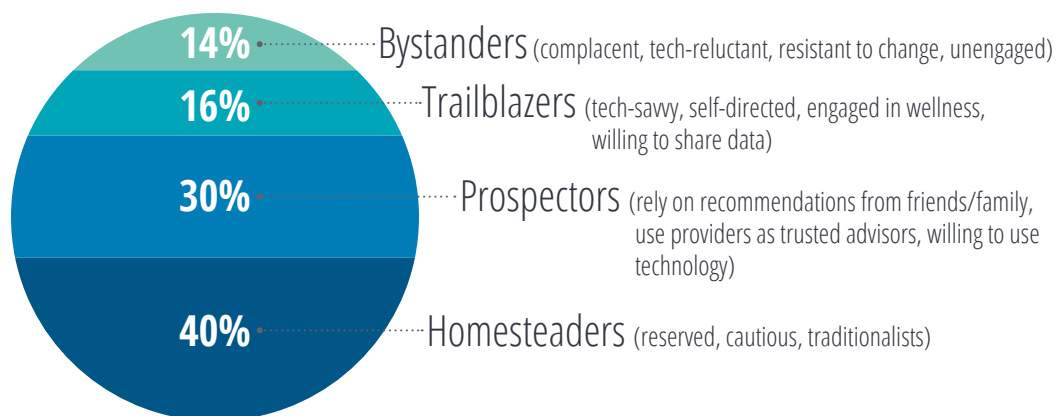 14% Bystanders (complacent, tech-reluctant, resistant to change, unengaged)
16% Trailblazers (tech-savvy, self-directed, engaged in wellness,
willing to share data)
30% Prospectors (rely on recommendations from friends/family,
use providers as trusted advisors, willing to use
technology)
40% Homesteaders (reserved, cautious, traditionalists)